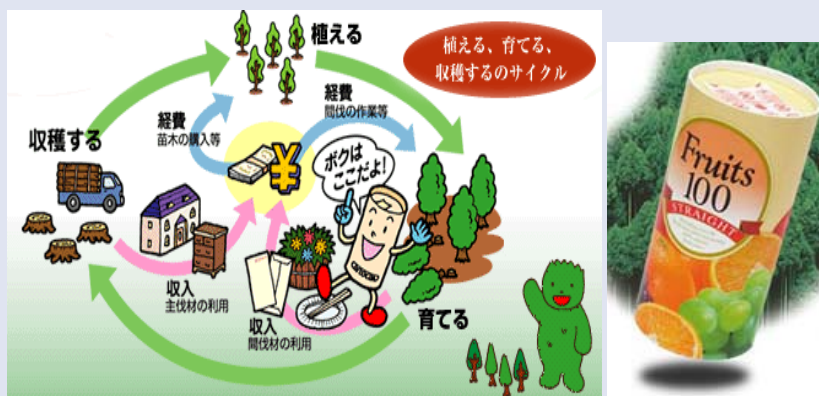 植える
植える、育てる、
収穫するのサイクル
経費
間伐の作業等
経費
苗木の購入等
収穫する
¥
ボクは
ここだよ!
収入
主伐材の利用
収入
間伐材の利用
育てる
Fruits
100
STRAIGHT